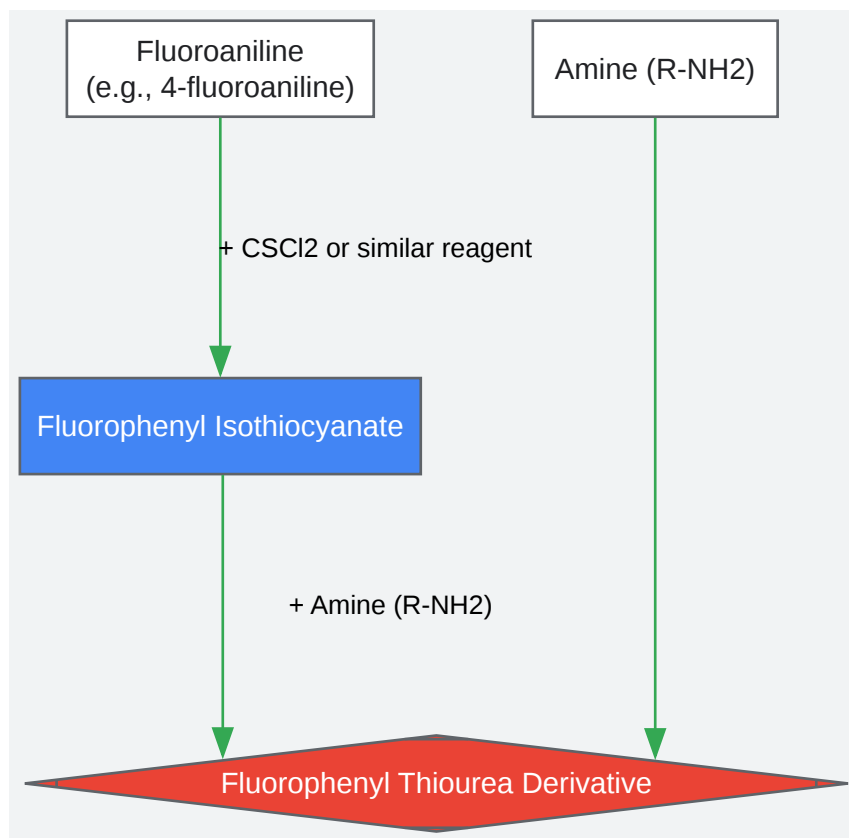 Fluoroaniline
(e.g., 4-fluoroaniline)
Amine (R-NH2)
+ CSCl2 or similar reagent
Fluorophenyl Isothiocyanate
+ Amine (R-NH2)
Fluorophenyl Thiourea Derivative